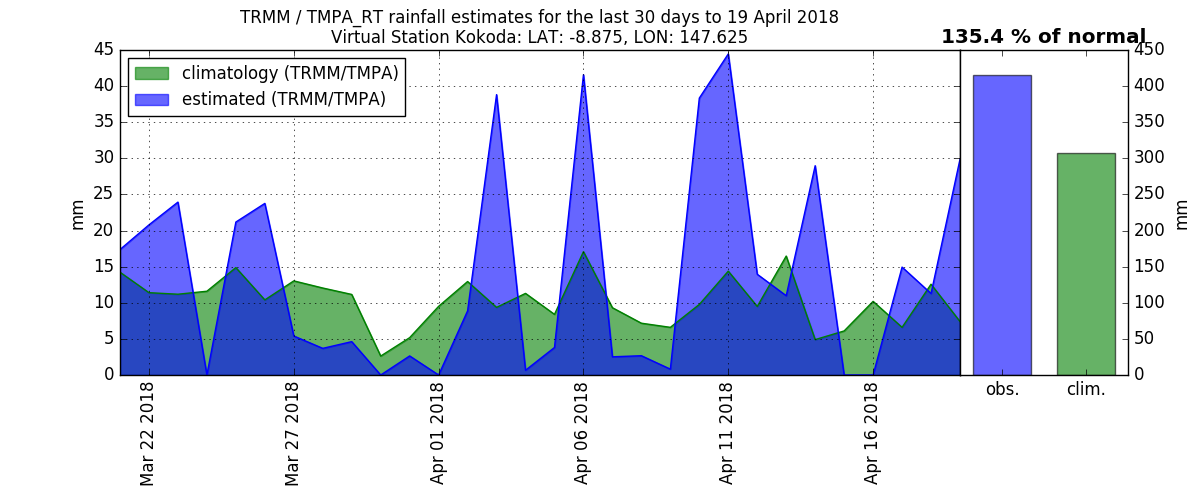 TRMM / TMPA_RT rainfall estimates for the last 30 days to 19 April 2018
Virtual Station Kokoda: LAT: -8.875, LON: 147.625
135.4 % of normal
climatology (TRMM/TMPA)
estimated (TRMM/TMPA)
mm
45
40
35
30
25
20
15
10
5
0
Mar 22 2018
Mar 27 2018
Apr 01 2018
Apr 06 2018
Apr 11 2018
Apr 16 2018
450
400
350
300
250
200
150
100
50
0
mm
obs.
clim.